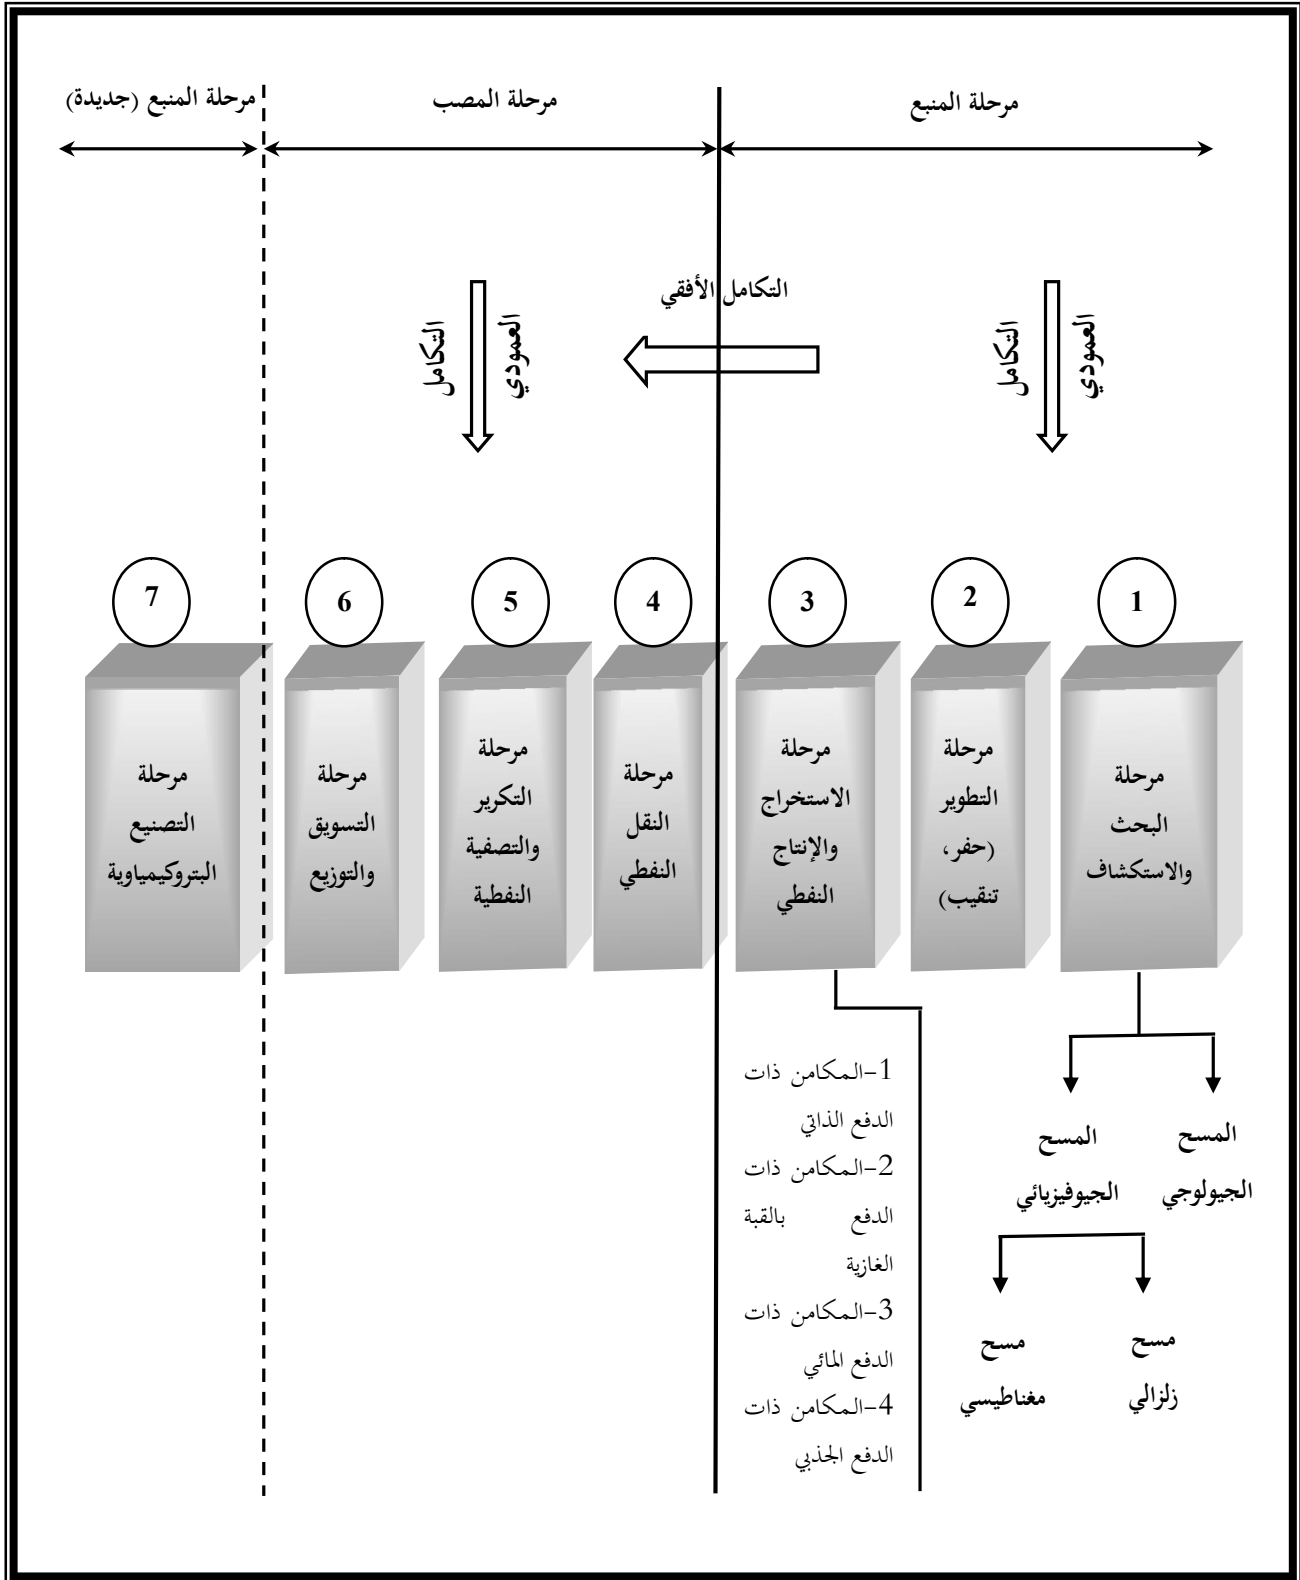 مرحلة المنبع
مرحلة المصب
مرحلة المنبع (جديدة)
التكامل الأفقي
التكامل
العمودي
التكامل
العمودي
1
2
3
4
5
6
7
مرحلة
البحث
والاستكشاف
مرحلة
التطوير
(حفر،
تنقيب)
مرحلة
الاستخراج
والإنتاج
النفطي
مرحلة
النقل
النفطي
مرحلة
التكرير
والتصفية
النفطية
مرحلة
التسويق
والتوزيع
مرحلة
التصنيع
البتروكيمياوية
المسح
الجيولوجي
المسح
الجيوفيزيائي
مسح
زلزالي
مسح
مغناطيسي
1-المكامن ذات
الدفع الذاتي
2-المكامن ذات
الدفع بالقبة
الغازية
3-المكامن ذات
الدفع المائي
4-المكامن ذات
الدفع الجذبي